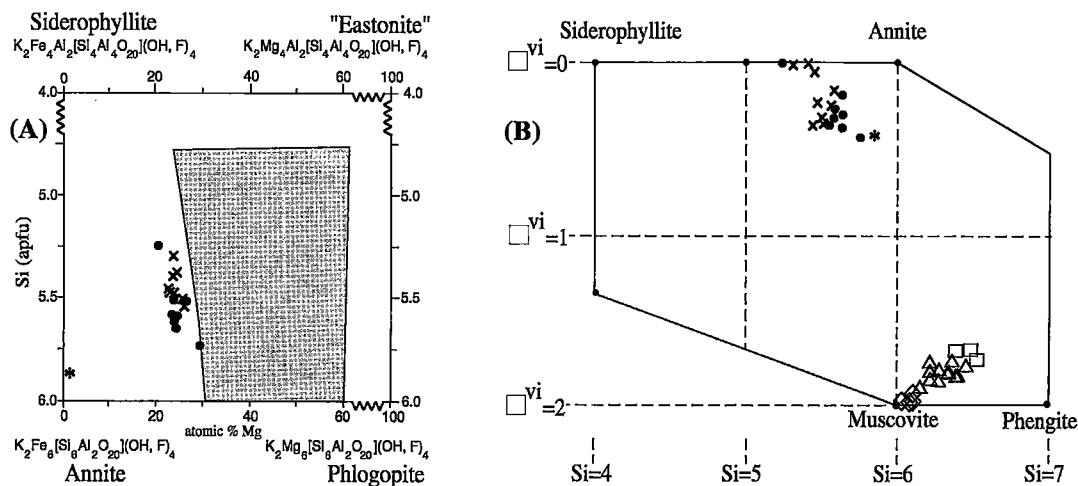 Siderophyllite "Eastonite"
K2Fe4Al2[Si4Al4O20](OH, F)4 K2Mg4Al2[Si4Al4O20](OH, F)4
0 20 40 60 100
4.0 4.0
(A)
5.0 5.0
Si (apfu)
5.5 5.5
6.0 6.0
0 20 40 60 100
atomic % Mg
K2Fe6[Si6Al2O20](OH, F)4 K2Mg6[Si6Al2O20](OH, F)4
Annite Phlogopite
(B)
Siderophyllite Annite
□vi=0
□vi=1
□vi=2
Muscovite Phengite
Si=4 Si=5 Si=6 Si=7